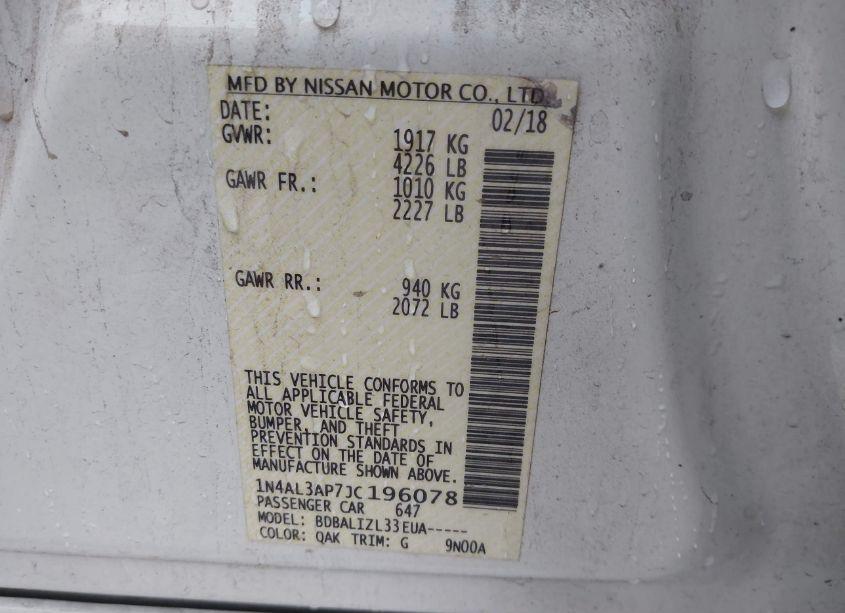 MFD BY NISSAN MOTOR CO., LTD.
DATE: 02/18
GVWR: 1917 KG
4226 LB
GAWR FR.: 1010 KG
2227 LB
GAWR RR.: 940 KG
2072 LB
THIS VEHICLE CONFORMS TO
ALL APPLICABLE FEDERAL
MOTOR VEHICLE SAFETY,
BUMPER, AND THEFT
PREVENTION STANDARDS IN
EFFECT ON THE DATE OF
MANUFACTURE SHOWN ABOVE.
1N4AL3AP7JC196078
PASSENGER CAR 647
MODEL: BDBALIZL33EUA-----
COLOR: QAK TRIM: G 9N00A